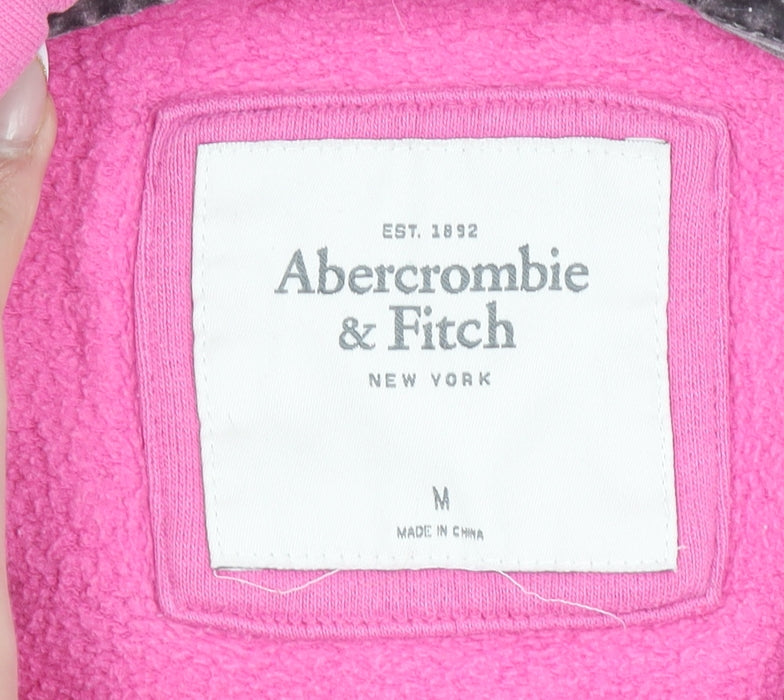 EST. 1892
Abercrombie
& Fitch
NEW YORK
M
MADE IN CHINA